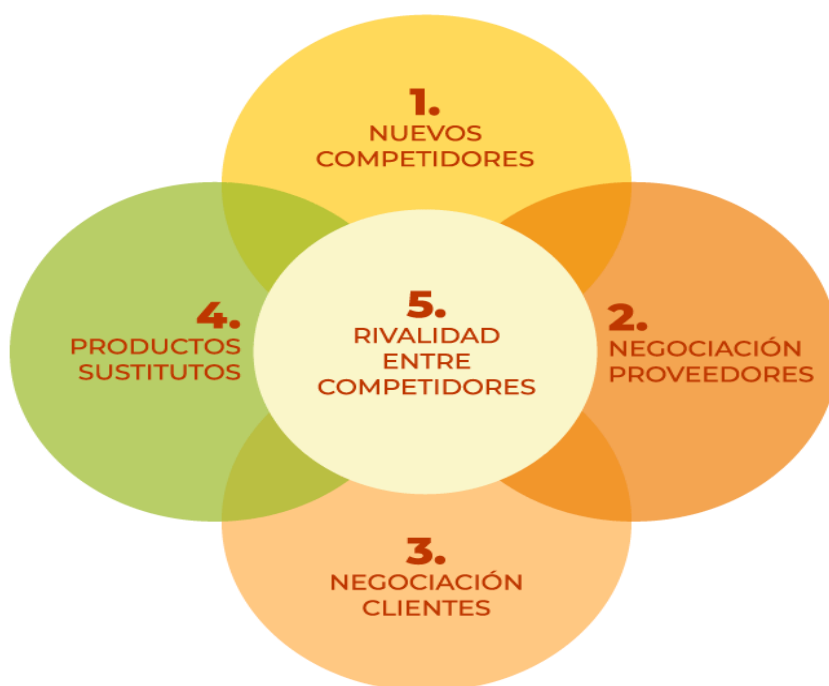 1.
NUEVOS
COMPETIDORES
2.
NEGOCIACIÓN
PROVEEDORES
3.
NEGOCIACIÓN
CLIENTES
4.
PRODUCTOS
SUSTITUTOS
5.
RIVALIDAD
ENTRE
COMPETIDORES